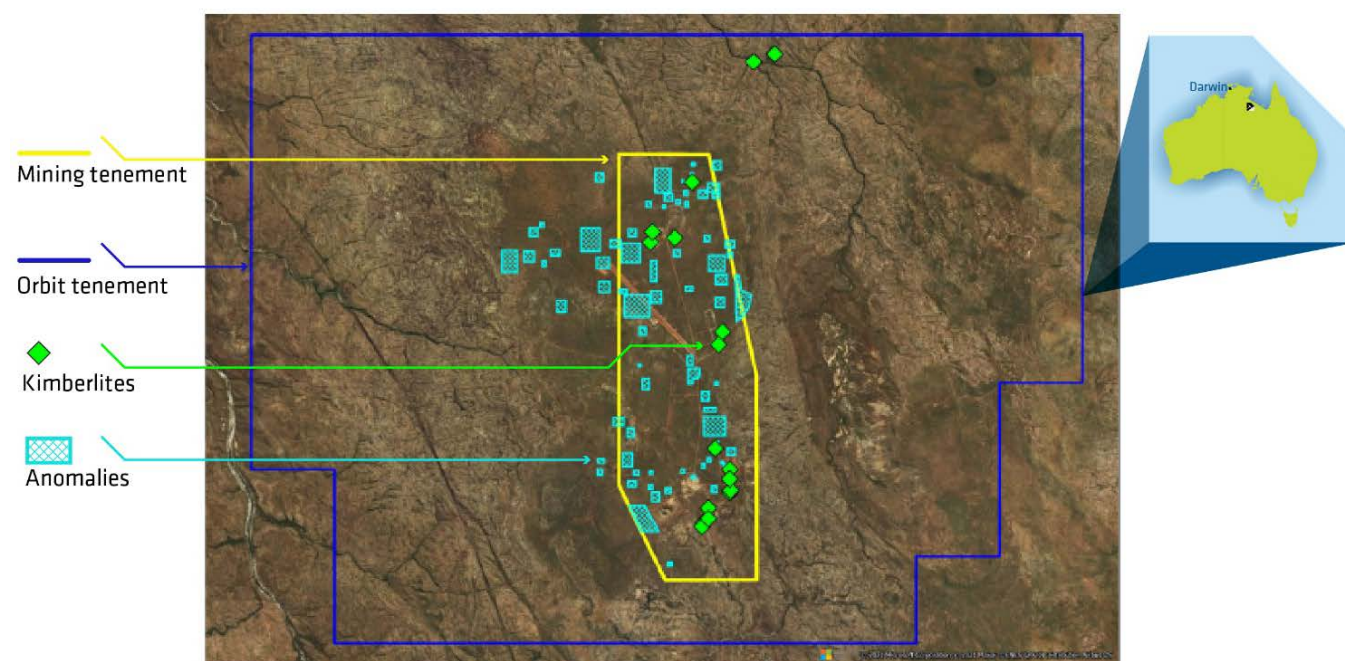 Mining tenement
Orbit tenement
Kimberlites
Anomalies
Darwin